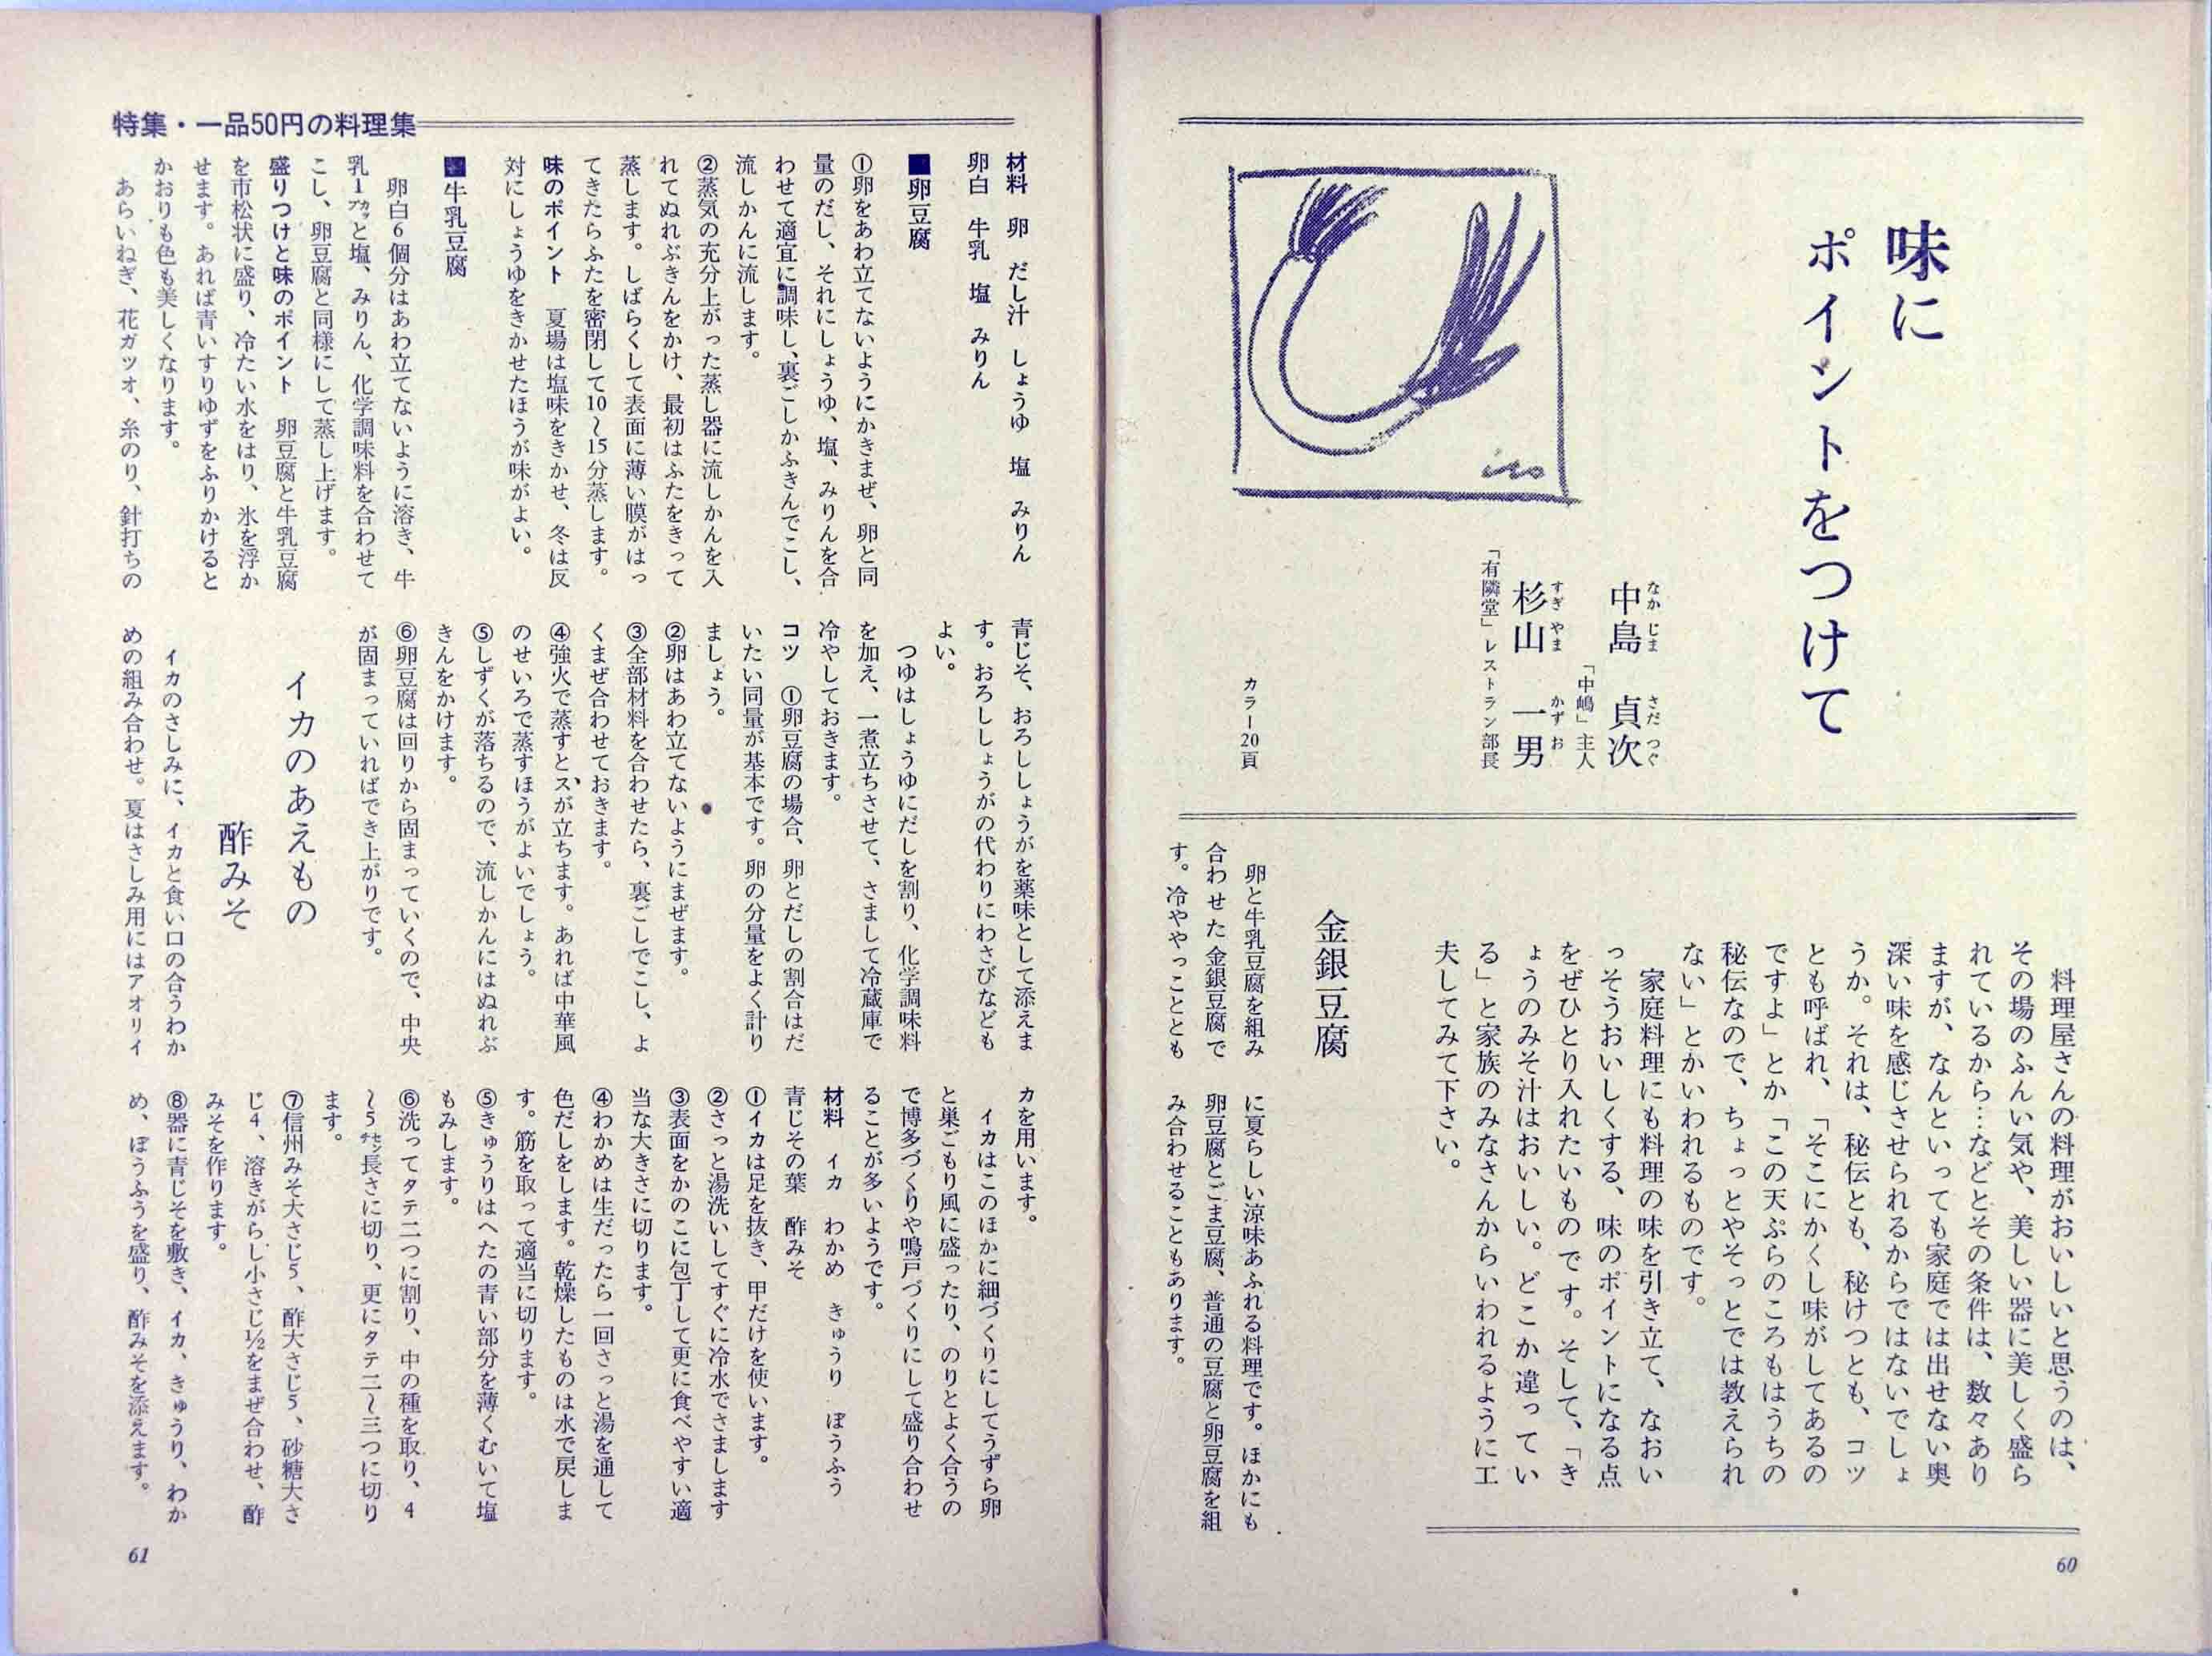 味に
ポイントをつけて
中島　貞次
なかじま　さだつぐ
「中嶋」主人
杉山　一男
すぎやま　かずお
「有隣堂」レストラン部長
カラー20頁
ino
料理屋さんの料理がおいしいと思うのは、
その場のふんい気や、美しい器に美しく盛ら
れているから…などとその条件は、数々あり
ますが、なんといっても家庭では出せない奥
深い味を感じさせられるからではないでしょ
うか。それは、秘伝とも、秘けつとも、コツ
とも呼ばれ、「そこにかくし味がしてあるの
ですよ」とか「この天ぷらのころもはうちの
秘伝なので、ちょっとやそっとでは教えられ
ない」とかいわれるものです。
家庭料理にも料理の味を引き立て、なおい
っそうおいしくする、味のポイントになる点
をぜひとり入れたいものです。そして、「き
ょうのみそ汁はおいしい。どこか違ってい
る」と家族のみなさんからいわれるように工
夫してみて下さい。
金銀豆腐
卵と牛乳豆腐を組み
合わせた金銀豆腐で
す。冷ややっこととも
に夏らしい涼味あふれる料理です。ほかにも
卵豆腐とごま豆腐、普通の豆腐と卵豆腐を組
み合わせることもあります。
60
特集・一品50円の料理集
材料　卵　だし汁　しょうゆ　塩　みりん
卵白　牛乳　塩　みりん
■卵豆腐
①卵をあわ立てないようにかきまぜ、卵と同
量のだし、それにしょうゆ、塩、みりんを合
わせて適宜に調味し、裏ごしかふきんでこし、
流しかんに流します。
②蒸気の充分上がった蒸し器に流しかんを入
れてぬれぶきんをかけ、最初はふたをきって
蒸します。しばらくして表面に薄い膜がはっ
てきたらふたを密閉して10〜15分蒸します。
味のポイント　夏場は塩味をきかせ、冬は反
対にしょうゆをきかせたほうが味がよい。
■牛乳豆腐
卵白6個分はあわ立てないように溶き、牛
乳1カップと塩、みりん、化学調味料を合わせて
こし、卵豆腐と同様にして蒸し上げます。
盛りつけと味のポイント　卵豆腐と牛乳豆腐
を市松状に盛り、冷たい水をはり、氷を浮か
せます。あれば青いすりゆずをふりかけると
かおりも色も美しくなります。
あらいねぎ、花ガツオ、糸のり、針打ちの
青じそ、おろししょうがを薬味として添えま
す。おろししょうがの代わりにわさびなども
よい。
つゆはしょうゆにだしを割り、化学調味料
を加え、一煮立ちさせて、さまして冷蔵庫で
冷やしておきます。
コツ　①卵豆腐の場合、卵とだしの割合はだ
いたい同量が基本です。卵の分量をよく計り
ましょう。
②卵はあわ立てないようにまぜます。
③全部材料を合わせたら、裏ごしでこし、よ
くまぜ合わせておきます。
④強火で蒸すとスが立ちます。あれば中華風
のせいろで蒸すほうがよいでしょう。
⑤しずくが落ちるので、流しかんにはぬれぶ
きんをかけます。
⑥卵豆腐は回りから固まっていくので、中央
が固まっていればでき上がりです。
イカのあえもの
酢みそ
イカのさしみに、イカと食い口の合うわか
めの組み合わせ。夏はさしみ用にはアオリイ
カを用います。
イカはこのほかに細づくりにしてうずら卵
と巣ごもり風に盛ったり、のりとよく合うの
で博多づくりや鳴戸づくりにして盛り合わせ
ることが多いようです。
材料　イカ　わかめ　きゅうり　ぼうふう
青じその葉　酢みそ
①イカは足を抜き、甲だけを使います。
②さっと湯洗いしてすぐに冷水でさまします
③表面をかのこに包丁して更に食べやすい適
当な大きさに切ります。
④わかめは生だったら一回さっと湯を通して
色だしをします。乾燥したものは水で戻しま
す。筋を取って適当に切ります。
⑤きゅうりはへたの青い部分を薄くむいて塩
もみします。
⑥洗ってタテ二つに割り、中の種を取り、4
〜5センチ長さに切り、更にタテ二〜三つに切り
ます。
⑦信州みそ大さじ5、酢大さじ5、砂糖大さ
じ4、溶きがらし小さじ½をまぜ合わせ、酢
みそを作ります。
⑧器に青じそを敷き、イカ、きゅうり、わか
め、ぼうふうを盛り、酢みそを添えます。
61